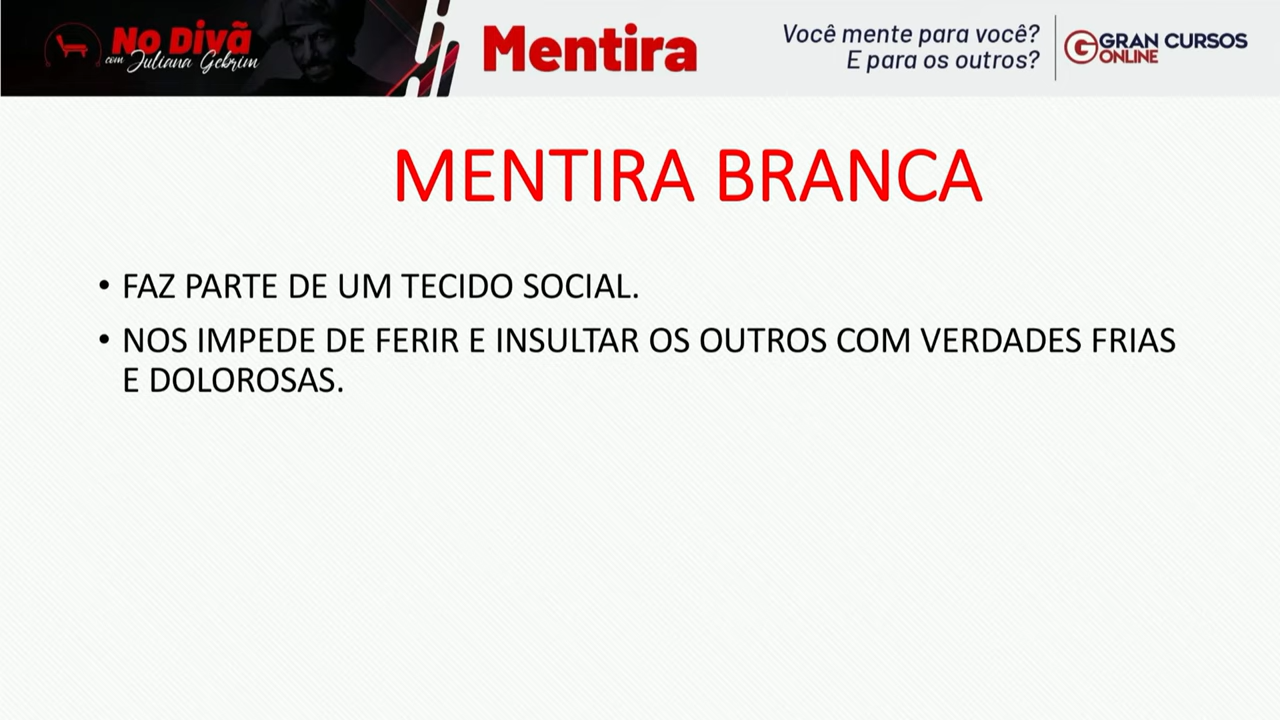 No Divã
com Juliana Gebrim
Mentira
Você mente para você?
E para os outros?
G GRAN CURSOS
ONLINE
MENTIRA BRANCA
• FAZ PARTE DE UM TECIDO SOCIAL.
• NOS IMPEDE DE FERIR E INSULTAR OS OUTROS COM VERDADES FRIAS
E DOLOROSAS.